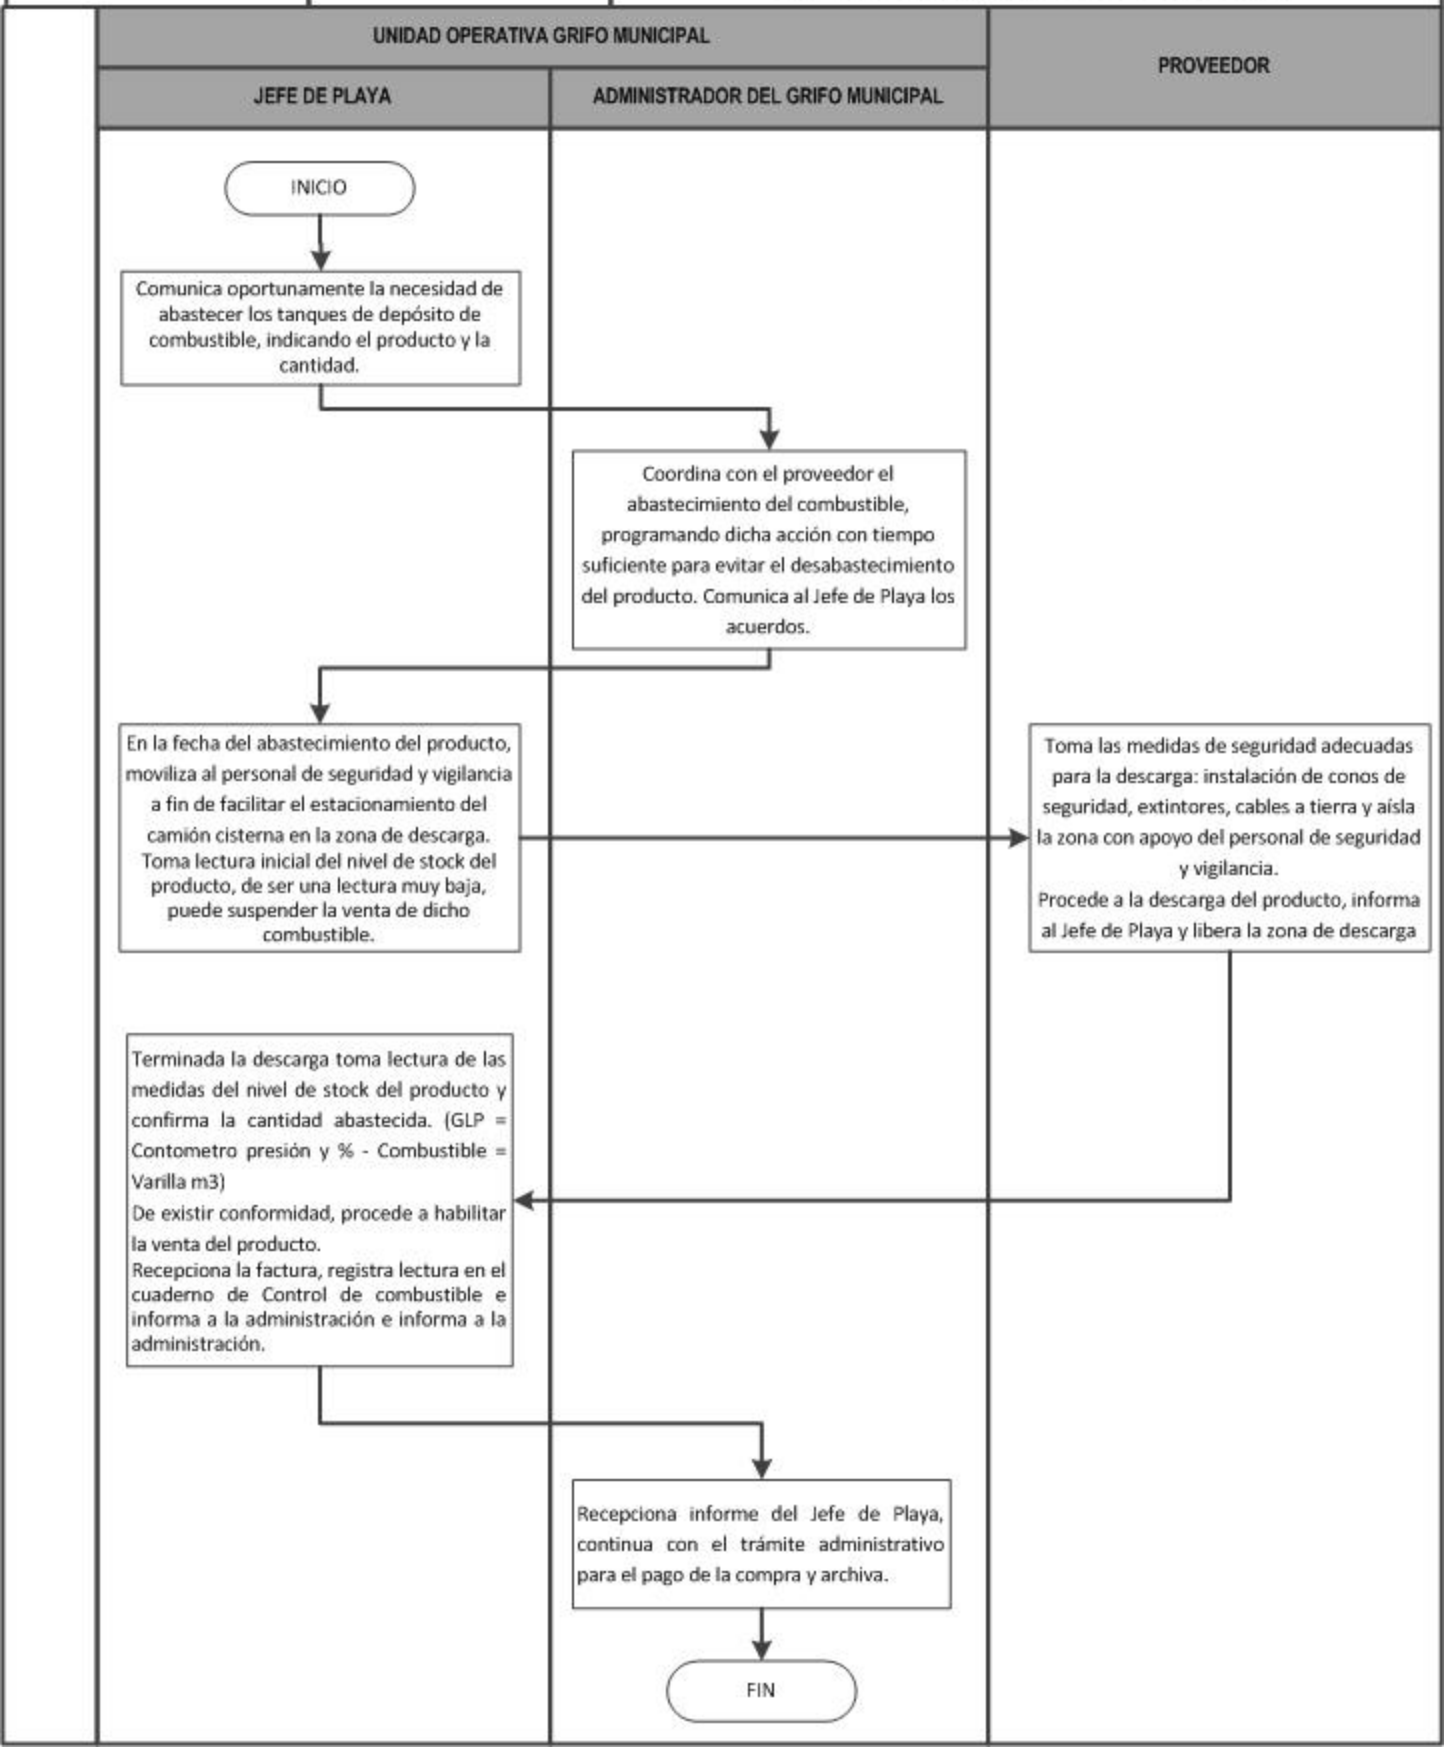 UNIDAD OPERATIVA GRIFO MUNICIPAL
PROVEEDOR
JEFE DE PLAYA
ADMINISTRADOR DEL GRIFO MUNICIPAL
INICIO
Comunica oportunamente la necesidad de
abastecer los tanques de depósito de
combustible, indicando el producto y la
cantidad.
Coordina con el proveedor el
abastecimiento del combustible,
programando dicha acción con tiempo
suficiente para evitar el desabastecimiento
del producto. Comunica al Jefe de Playa los
acuerdos.
En la fecha del abastecimiento del producto,
moviliza al personal de seguridad y vigilancia
a fin de facilitar el estacionamiento del
camión cisterna en la zona de descarga.
Toma lectura inicial del nivel de stock del
producto, de ser una lectura muy baja,
puede suspender la venta de dicho
combustible.
Toma las medidas de seguridad adecuadas
para la descarga: instalación de conos de
seguridad, extintores, cables a tierra y aísla
la zona con apoyo del personal de seguridad
y vigilancia.
Procede a la descarga del producto, informa
al Jefe de Playa y libera la zona de descarga
Terminada la descarga toma lectura de las
medidas del nivel de stock del producto y
confirma la cantidad abastecida. (GLP =
Contometro presión y % - Combustible =
Varilla m3)
De existir conformidad, procede a habilitar
la venta del producto.
Recepciona la factura, registra lectura en el
cuaderno de Control de combustible e
informa a la administración e informa a la
administración.
Recepciona informe del Jefe de Playa,
continua con el trámite administrativo
para el pago de la compra y archiva.
FIN